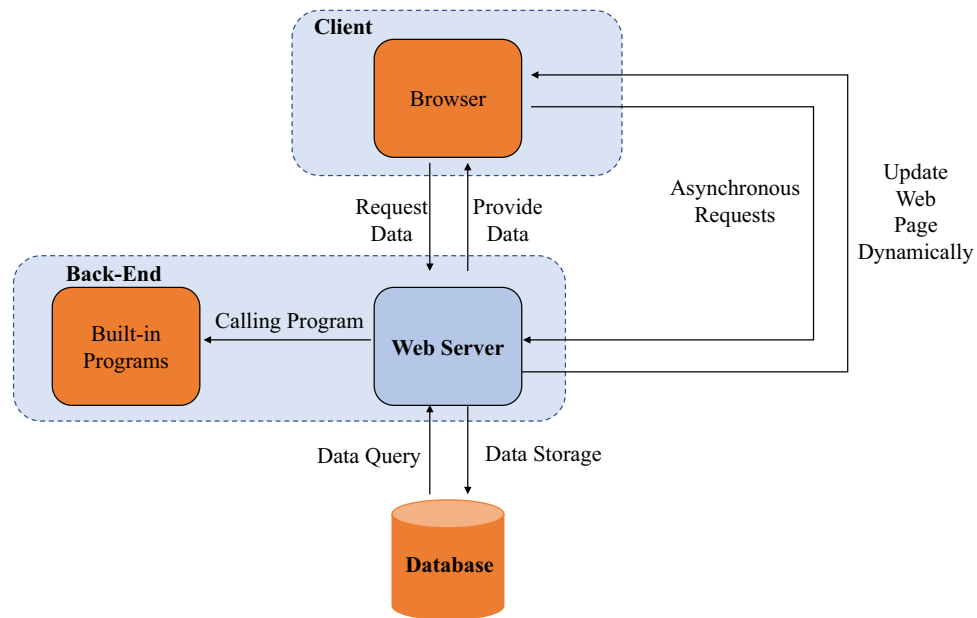 Client
Browser
Request
Data
Provide
Data
Asynchronous
Requests
Update
Web
Page
Dynamically
Back-End
Built-in
Programs
Calling Program
Web Server
Data Query
Data Storage
Database